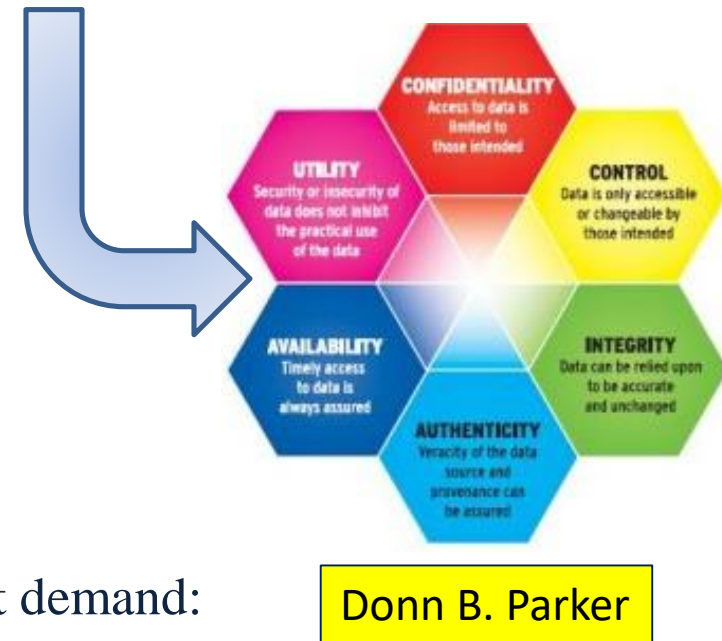 CONFIDENTIALITY
Access to data is
limited to
those intended
UTILITY
Security or insecurity of
data does not inhibit
the practical use
of the data
CONTROL
Data is only accessible
or changeable by
those intended
AVAILABILITY
Timely access
to data is
always assured
INTEGRITY
Data can be relied upon
to be accurate
and unchanged
AUTHENTICITY
Veracity of the data
source and
provenance can
be assured
t demand:
Donn B. Parker